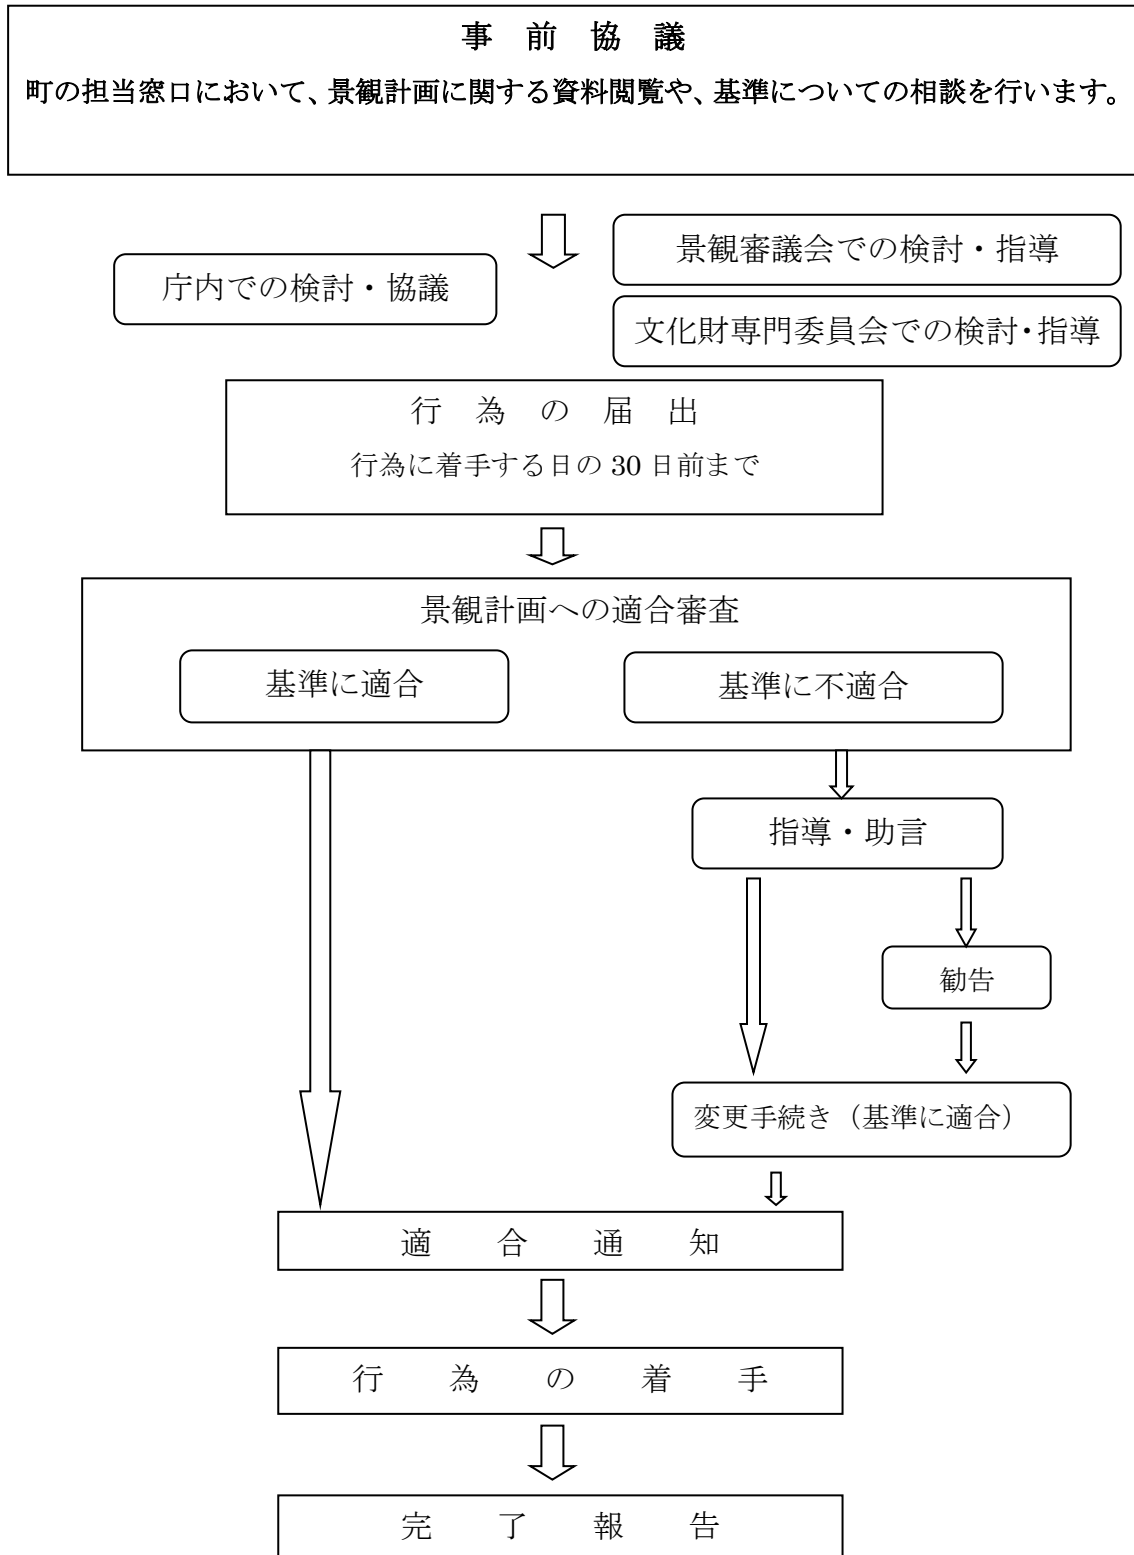 事前協議
町の担当窓口において、景観計画に関する資料閲覧や、基準についての相談を行います。
景観審議会での検討・指導
庁内での検討・協議
文化財専門委員会での検討・指導
行為の届出
行為に着手する日の 30 日前まで
景観計画への適合審査
基準に適合
基準に不適合
指導・助言
勧告
変更手続き（基準に適合）
適合通知
行為の着手
完了報告